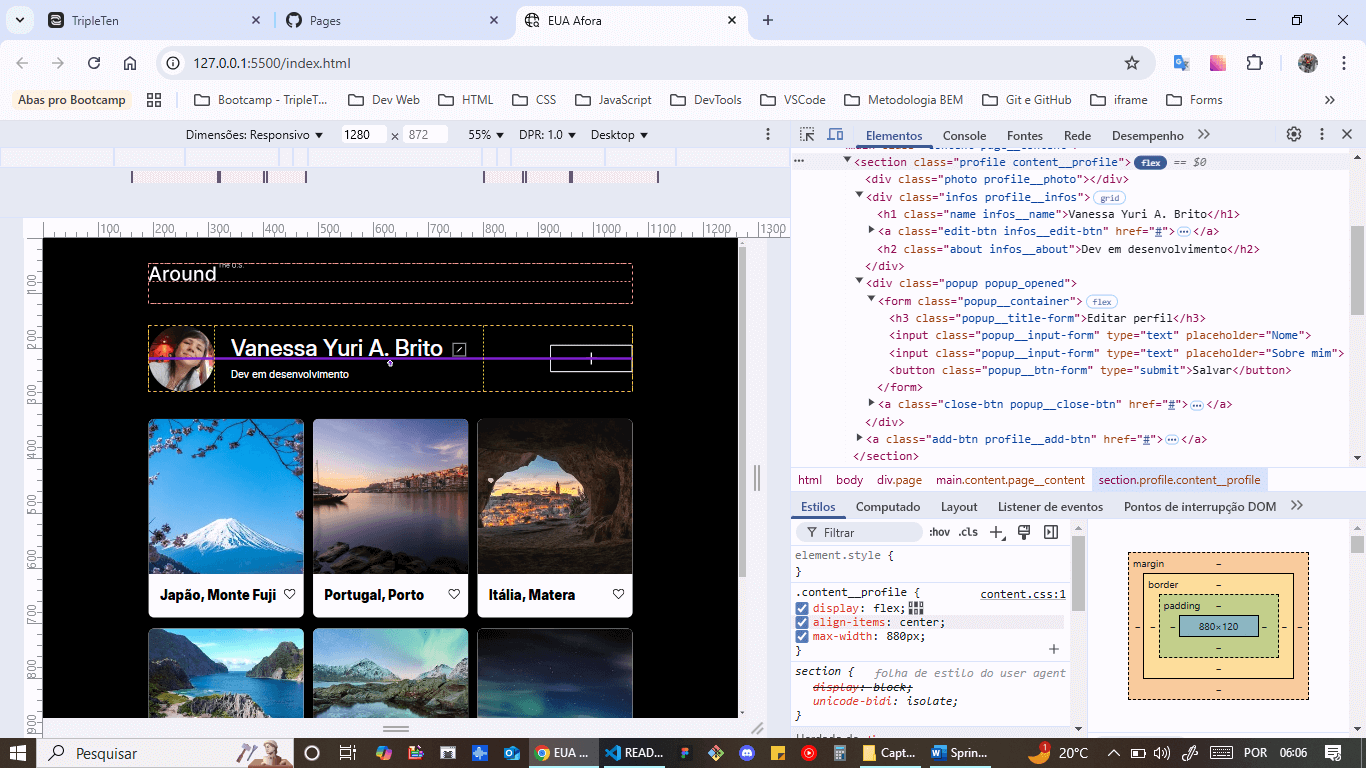 TripleTen
Pages
EUA Afora
127.0.0.1:5500/index.html
Abas pro Bootcamp
Bootcamp - TripleT...
Dev Web
HTML
CSS
JavaScript
DevTools
VSCode
Metodologia BEM
Git e GitHub
iframe
Forms
Dimensões: Responsivo
1280 × 872
55%
DPR: 1.0
Desktop
Elementos
Console
Fontes
Rede
Desempenho
<section class="profile content__profile"> flex == $0
<div class="photo profile__photo"></div>
<div class="infos profile__infos"> grid
<h1 class="name infos__name">Vanessa Yuri A. Brito</h1>
<a class="edit-btn infos__edit-btn" href="#">…</a>
<h2 class="about infos__about">Dev em desenvolvimento</h2>
</div>
<div class="popup popup_opened">
<form class="popup__container"> flex
<h3 class="popup__title-form">Editar perfil</h3>
<input class="popup__input-form" type="text" placeholder="Nome">
<input class="popup__input-form" type="text" placeholder="Sobre mim">
<button class="popup__btn-form" type="submit">Salvar</button>
</form>
<a class="close-btn popup__close-btn" href="#">…</a>
</div>
<a class="add-btn profile__add-btn" href="#">…</a>
</section>
html body div.page main.content.page__content section.profile.content__profile
100 200 300 400 500 600 700 800 900 1000 1100 1200 1300
100
200
300
400
500
600
700
800
900
Around THE U.S.
Vanessa Yuri A. Brito
Dev em desenvolvimento
Japão, Monte Fuji
Portugal, Porto
Itália, Matera
Estilos
Computado
Layout
Listener de eventos
Pontos de interrupção DOM
Filtrar
:hov .cls
element.style {
}
.content__profile { content.css:1
display: flex;
align-items: center;
max-width: 880px;
}
section { folha de estilo do user agent
display: block;
unicode-bidi: isolate;
}
margin –
border –
padding –
880×120
Pesquisar
EUA ...
READ...
Capt...
Sprin...
1
20°C
POR
06:06